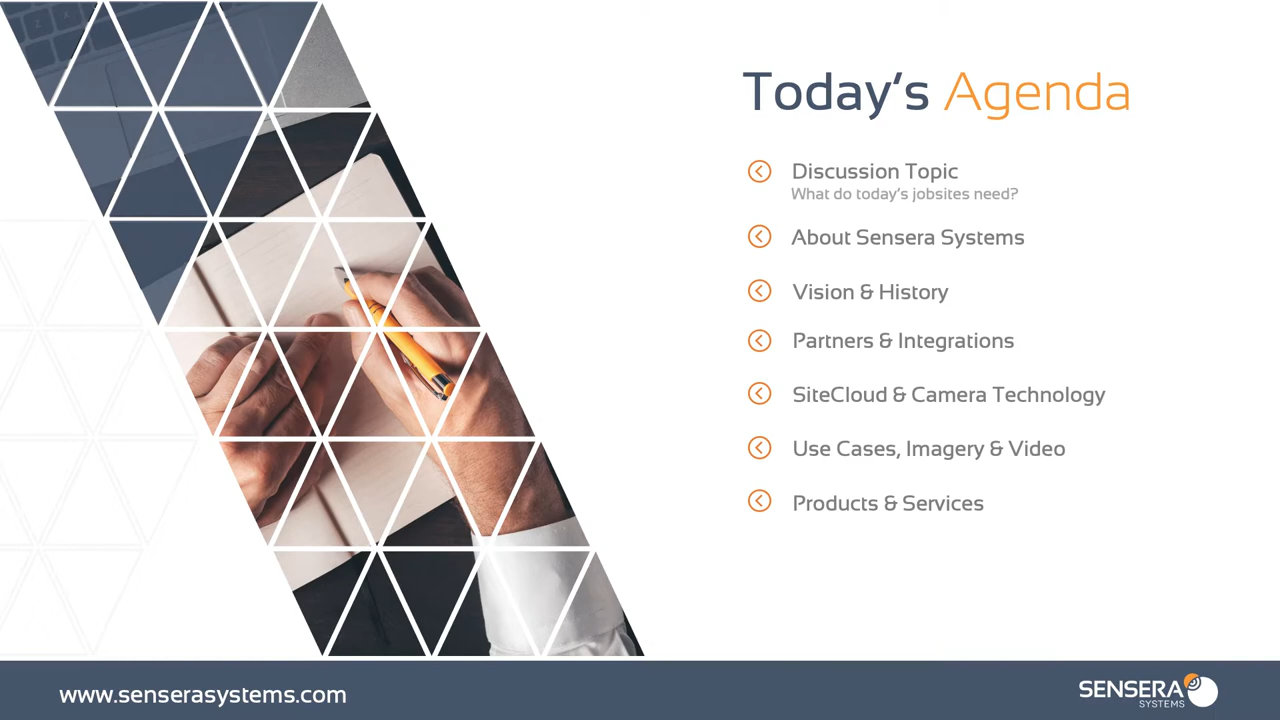 Today's Agenda
Discussion Topic
What do today's jobsites need?
About Sensera Systems
Vision & History
Partners & Integrations
SiteCloud & Camera Technology
Use Cases, Imagery & Video
Products & Services
www.senserasystems.com
SENSERA
SYSTEMS